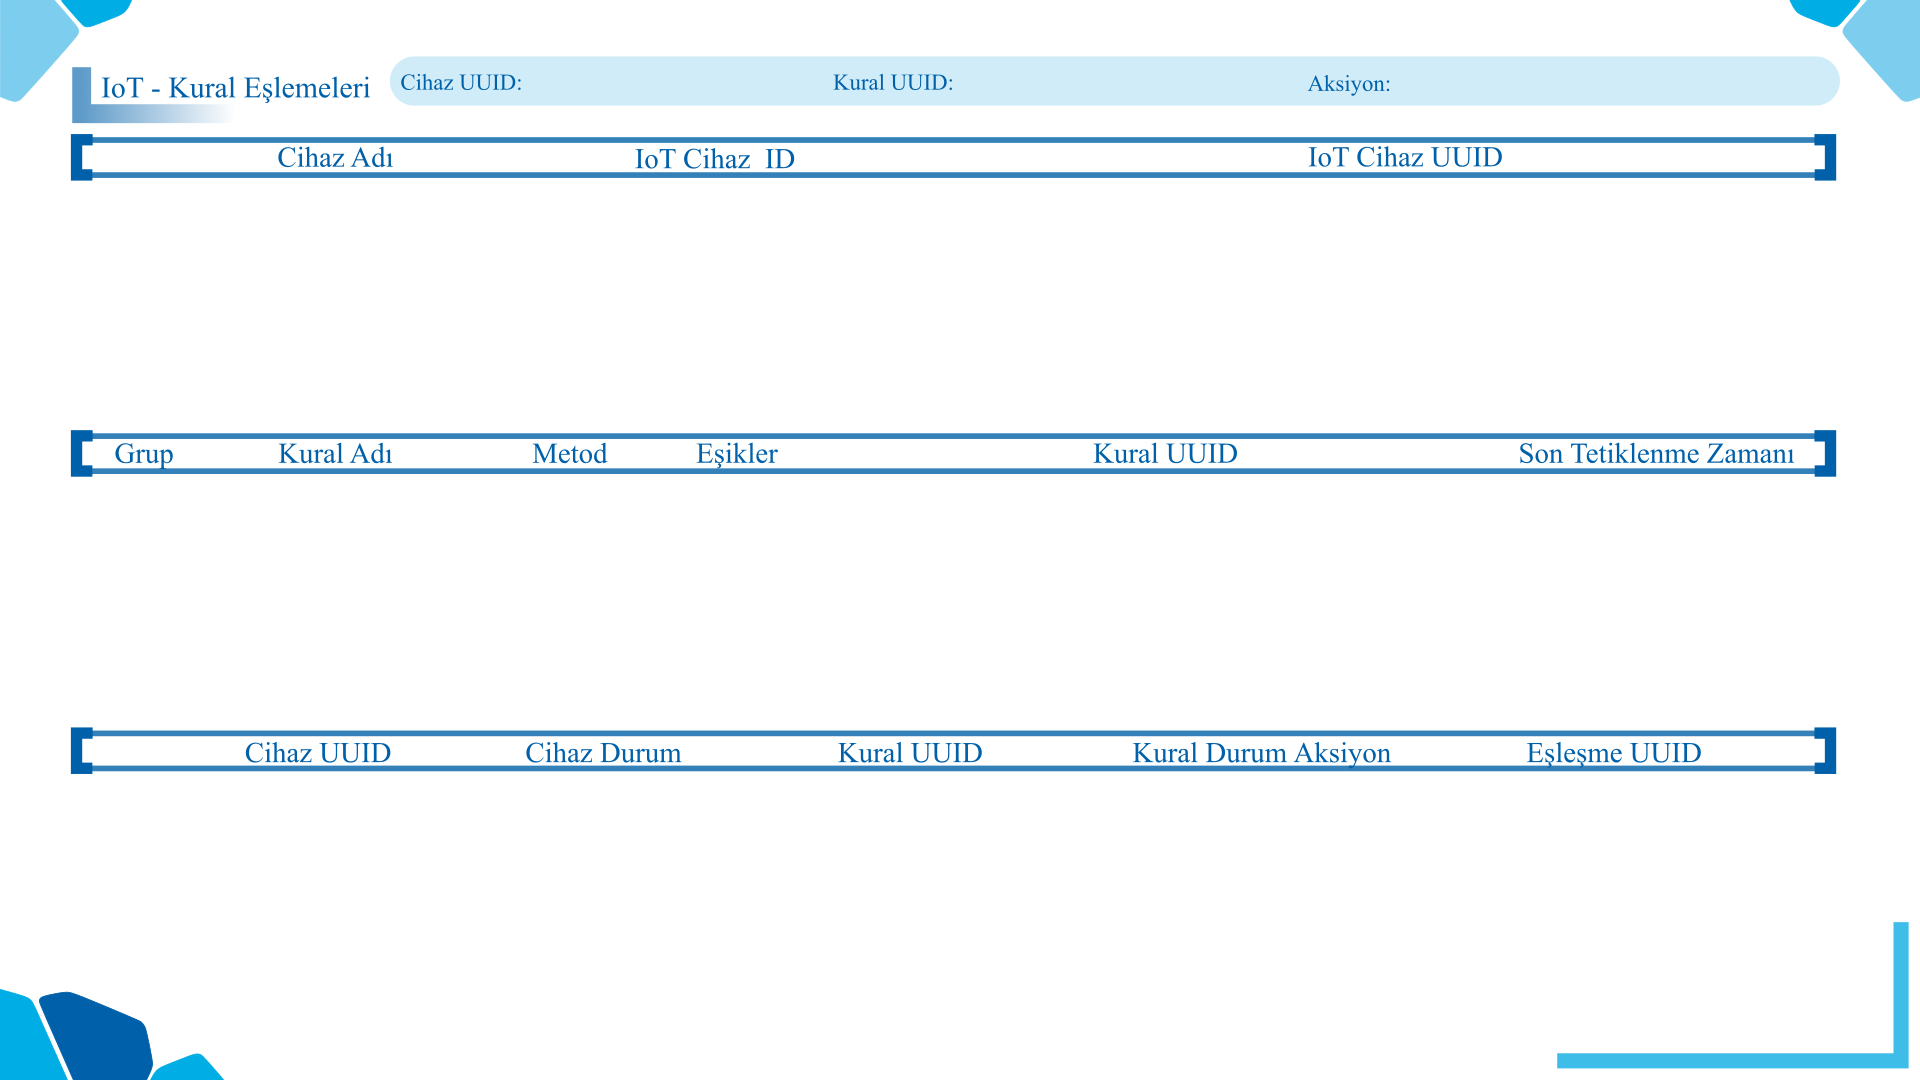 IoT - Kural Eşlemeleri
Cihaz UUID: Kural UUID: Aksiyon:
Cihaz Adı IoT Cihaz  ID IoT Cihaz UUID
Grup Kural Adı Metod Eşikler Kural UUID Son Tetiklenme Zamanı
Cihaz UUID Cihaz Durum Kural UUID Kural Durum Aksiyon Eşleşme UUID